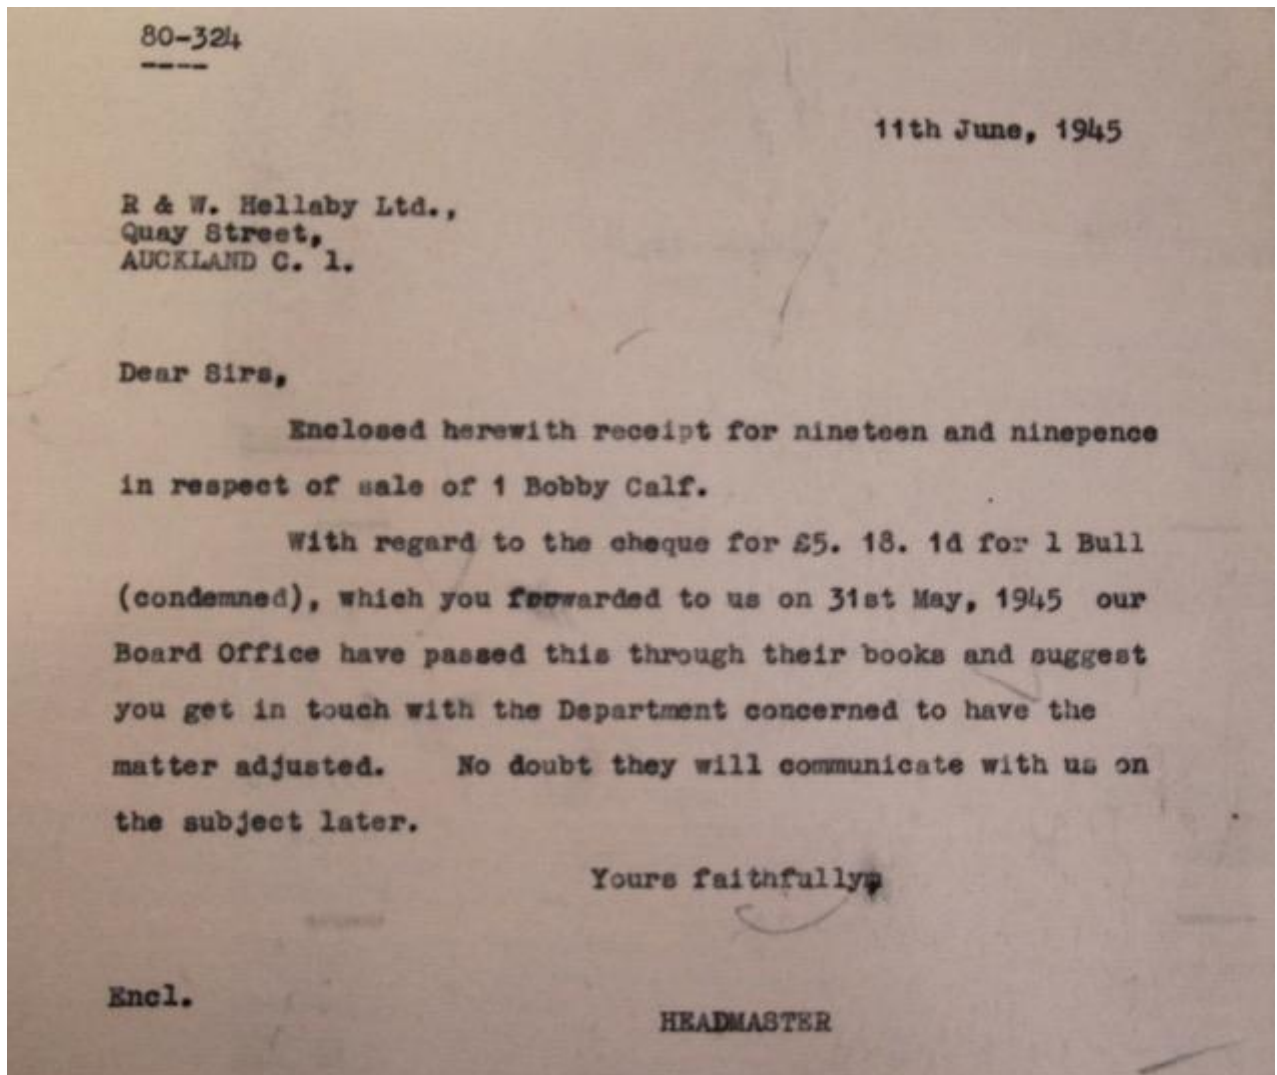 80-324
----
11th June, 1945
R & W. Hellaby Ltd.,
Quay Street,
AUCKLAND C. 1.
Dear Sirs,
Enclosed herewith receipt for nineteen and ninepence
in respect of sale of 1 Bobby Calf.
With regard to the cheque for £5. 18. 1d for 1 Bull
(condemned), which you forwarded to us on 31st May, 1945 our
Board Office have passed this through their books and suggest
you get in touch with the Department concerned to have the
matter adjusted. No doubt they will communicate with us on
the subject later.
Yours faithfully,
Encl.
HEADMASTER